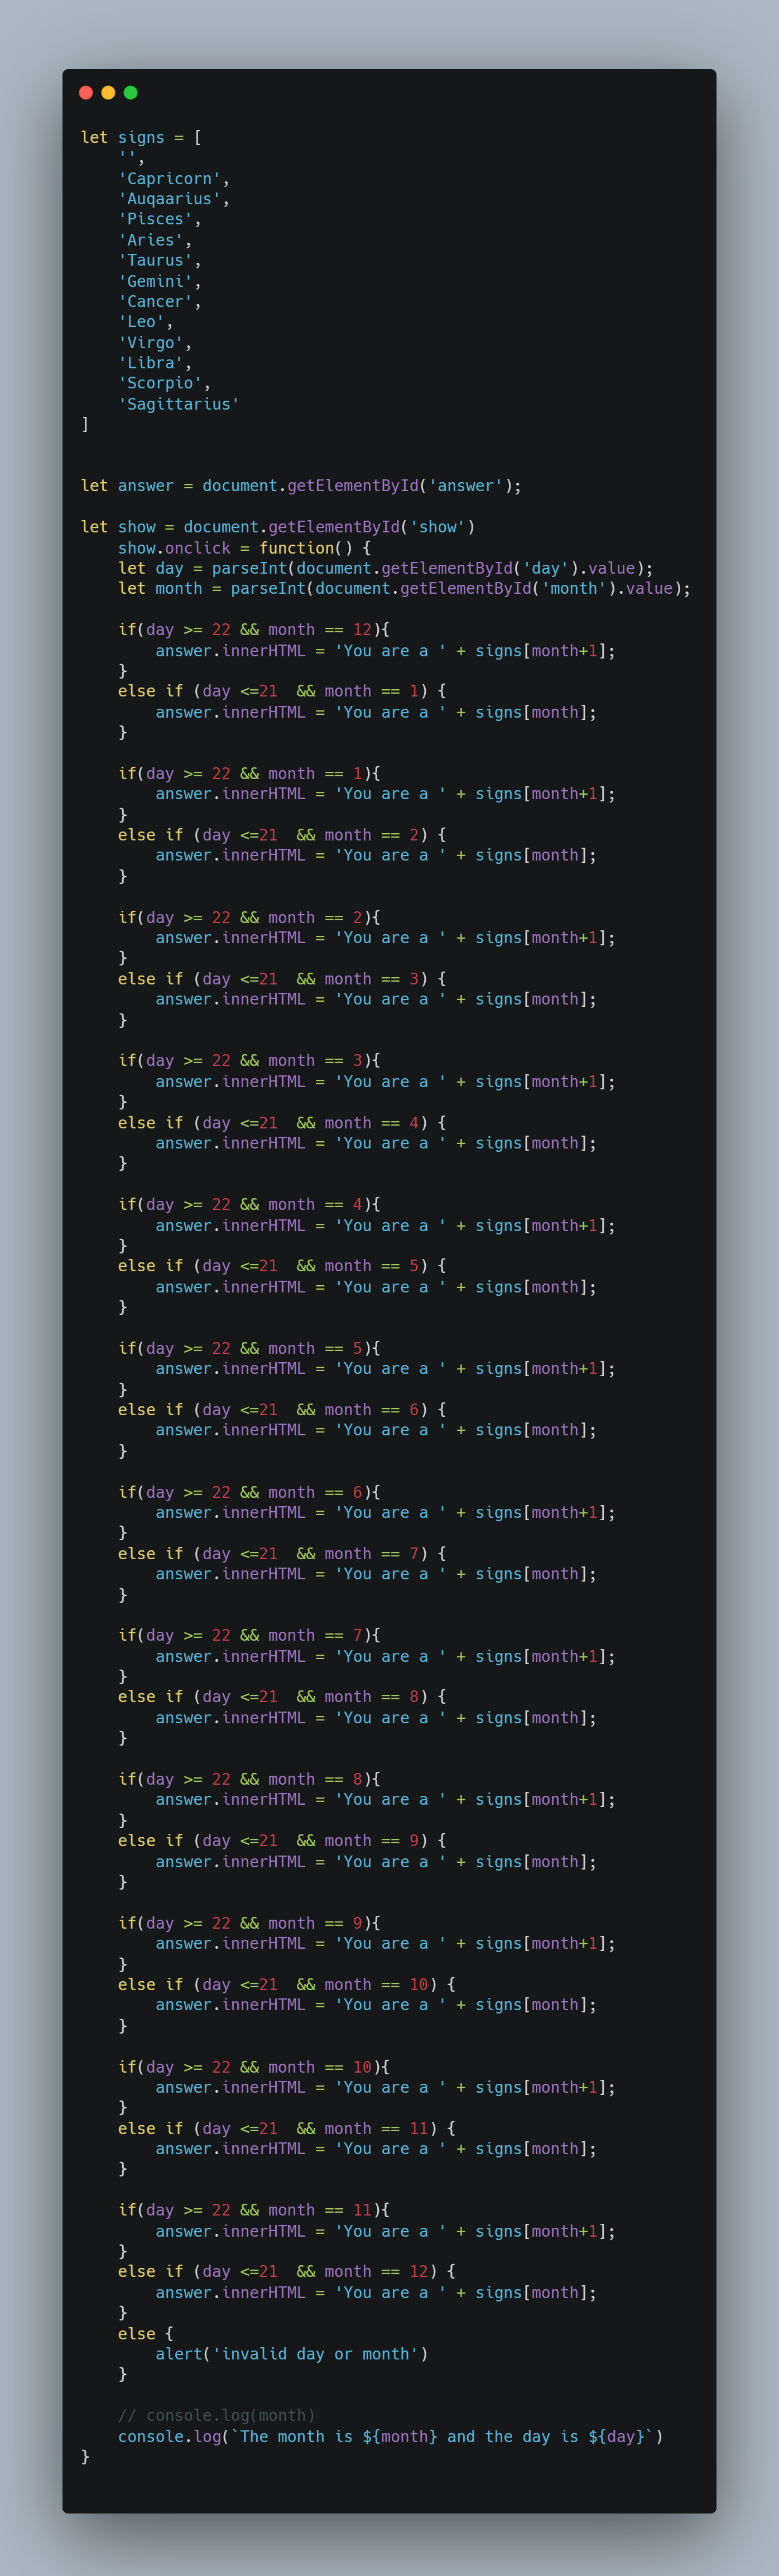 let signs = [
    '',
    'Capricorn',
    'Auqaarius',
    'Pisces',
    'Aries',
    'Taurus',
    'Gemini',
    'Cancer',
    'Leo',
    'Virgo',
    'Libra',
    'Scorpio',
    'Sagittarius'
]
let answer = document.getElementById('answer');
let show = document.getElementById('show')
    show.onclick = function() {
    let day = parseInt(document.getElementById('day').value);
    let month = parseInt(document.getElementById('month').value);
    if(day >= 22 && month == 12){
        answer.innerHTML = 'You are a ' + signs[month+1];
    }
    else if (day <=21  && month == 1) {
        answer.innerHTML = 'You are a ' + signs[month];
    }
    if(day >= 22 && month == 1){
        answer.innerHTML = 'You are a ' + signs[month+1];
    }
    else if (day <=21  && month == 2) {
        answer.innerHTML = 'You are a ' + signs[month];
    }
    if(day >= 22 && month == 2){
        answer.innerHTML = 'You are a ' + signs[month+1];
    }
    else if (day <=21  && month == 3) {
        answer.innerHTML = 'You are a ' + signs[month];
    }
    if(day >= 22 && month == 3){
        answer.innerHTML = 'You are a ' + signs[month+1];
    }
    else if (day <=21  && month == 4) {
        answer.innerHTML = 'You are a ' + signs[month];
    }
    if(day >= 22 && month == 4){
        answer.innerHTML = 'You are a ' + signs[month+1];
    }
    else if (day <=21  && month == 5) {
        answer.innerHTML = 'You are a ' + signs[month];
    }
    if(day >= 22 && month == 5){
        answer.innerHTML = 'You are a ' + signs[month+1];
    }
    else if (day <=21  && month == 6) {
        answer.innerHTML = 'You are a ' + signs[month];
    }
    if(day >= 22 && month == 6){
        answer.innerHTML = 'You are a ' + signs[month+1];
    }
    else if (day <=21  && month == 7) {
        answer.innerHTML = 'You are a ' + signs[month];
    }
    if(day >= 22 && month == 7){
        answer.innerHTML = 'You are a ' + signs[month+1];
    }
    else if (day <=21  && month == 8) {
        answer.innerHTML = 'You are a ' + signs[month];
    }
    if(day >= 22 && month == 8){
        answer.innerHTML = 'You are a ' + signs[month+1];
    }
    else if (day <=21  && month == 9) {
        answer.innerHTML = 'You are a ' + signs[month];
    }
    if(day >= 22 && month == 9){
        answer.innerHTML = 'You are a ' + signs[month+1];
    }
    else if (day <=21  && month == 10) {
        answer.innerHTML = 'You are a ' + signs[month];
    }
    if(day >= 22 && month == 10){
        answer.innerHTML = 'You are a ' + signs[month+1];
    }
    else if (day <=21  && month == 11) {
        answer.innerHTML = 'You are a ' + signs[month];
    }
    if(day >= 22 && month == 11){
        answer.innerHTML = 'You are a ' + signs[month+1];
    }
    else if (day <=21  && month == 12) {
        answer.innerHTML = 'You are a ' + signs[month];
    }
    else {
        alert('invalid day or month')
    }
    // console.log(month)
    console.log(`The month is ${month} and the day is ${day}`)
}